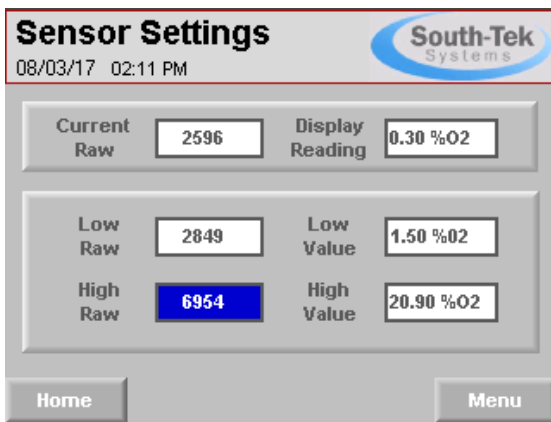 Sensor Settings
South-Tek
Systems
08/03/17 02:11 PM
Current Raw 2596 Display Reading 0.30 %O2
Low Raw 2849 Low Value 1.50 %02
High Raw 6954 High Value 20.90 %O2
Home Menu